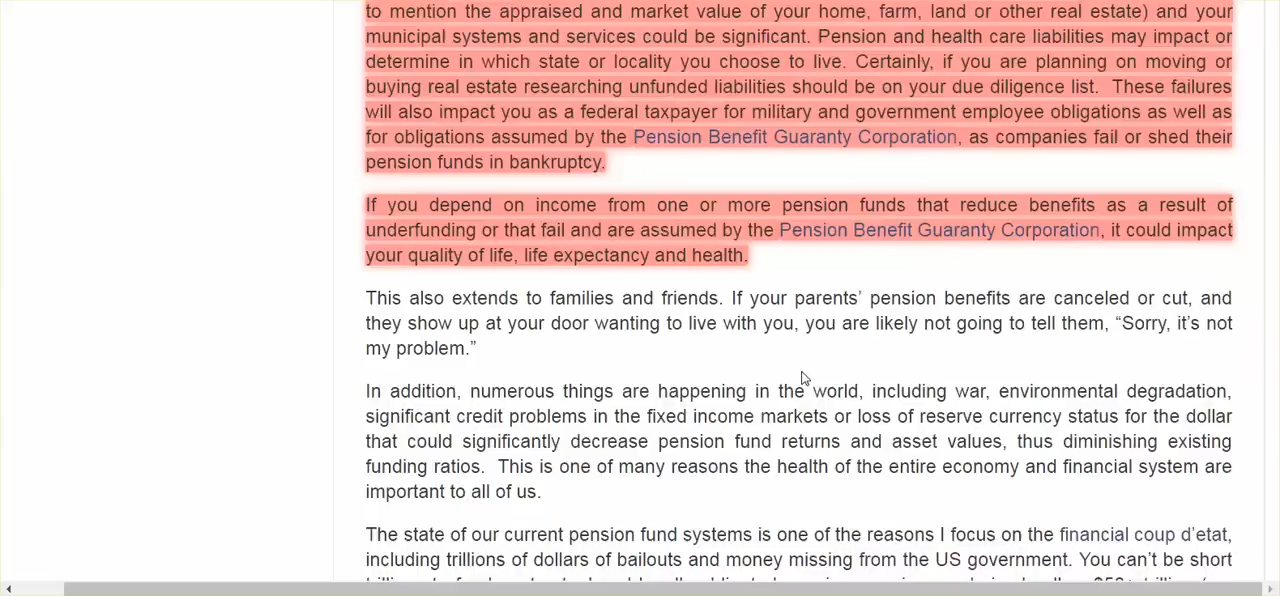 to mention the appraised and market value of your home, farm, land or other real estate) and your
municipal systems and services could be significant. Pension and health care liabilities may impact or
determine in which state or locality you choose to live. Certainly, if you are planning on moving or
buying real estate researching unfunded liabilities should be on your due diligence list.  These failures
will also impact you as a federal taxpayer for military and government employee obligations as well as
for obligations assumed by the Pension Benefit Guaranty Corporation, as companies fail or shed their
pension funds in bankruptcy.
If you depend on income from one or more pension funds that reduce benefits as a result of
underfunding or that fail and are assumed by the Pension Benefit Guaranty Corporation, it could impact
your quality of life, life expectancy and health.
This also extends to families and friends. If your parents’ pension benefits are canceled or cut, and
they show up at your door wanting to live with you, you are likely not going to tell them, “Sorry, it’s not
my problem.”
In addition, numerous things are happening in the world, including war, environmental degradation,
significant credit problems in the fixed income markets or loss of reserve currency status for the dollar
that could significantly decrease pension fund returns and asset values, thus diminishing existing
funding ratios.  This is one of many reasons the health of the entire economy and financial system are
important to all of us.
The state of our current pension fund systems is one of the reasons I focus on the financial coup d’etat,
including trillions of dollars of bailouts and money missing from the US government. You can’t be short